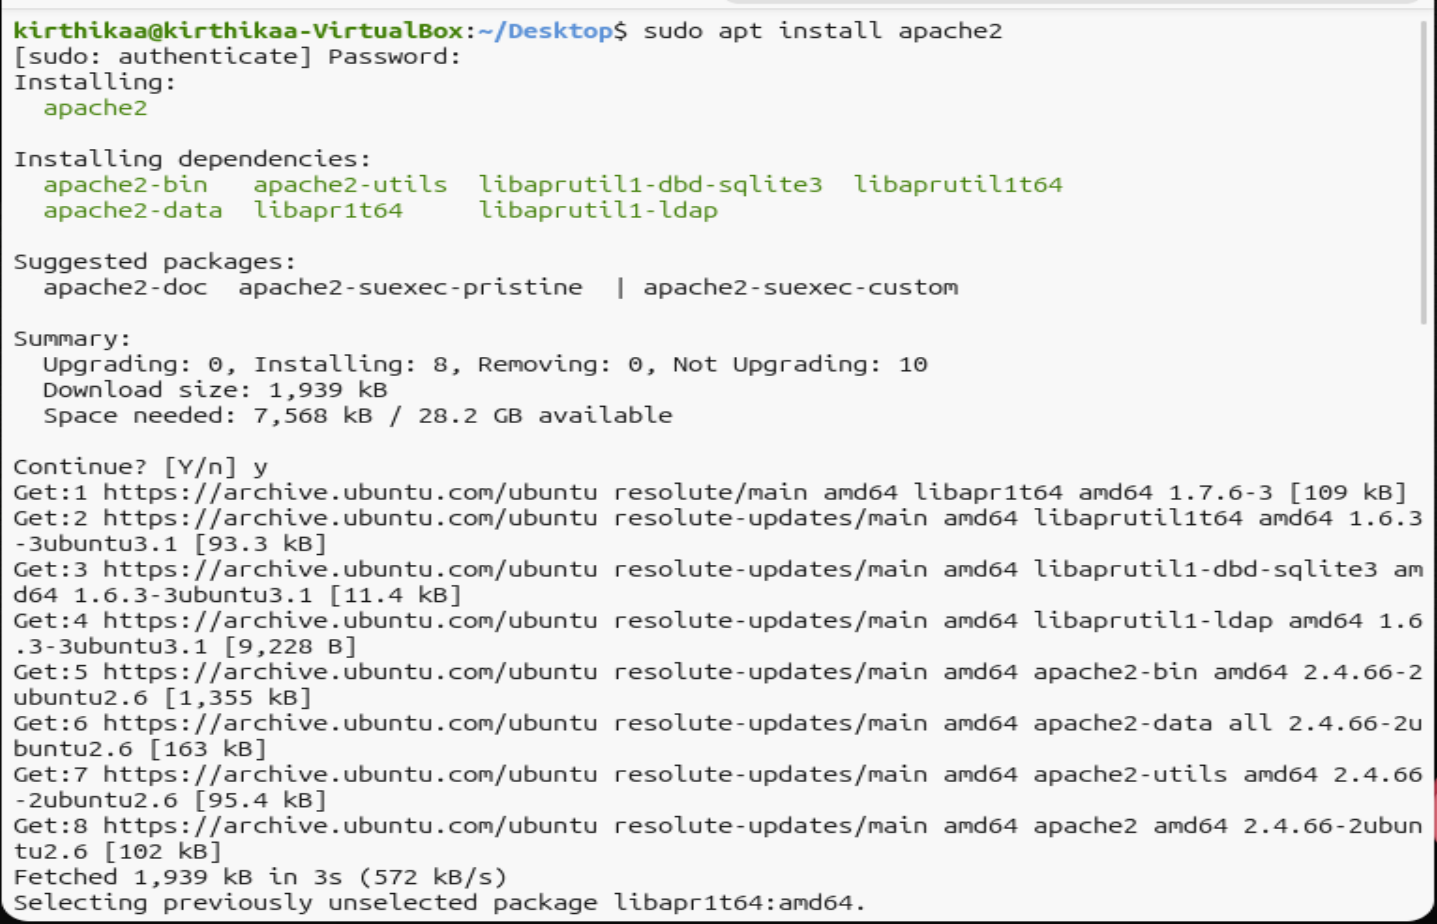 kirthikaa@kirthikaa-VirtualBox:~/Desktop$ sudo apt install apache2
[sudo: authenticate] Password:
Installing:
  apache2

Installing dependencies:
  apache2-bin   apache2-utils  libaprutil1-dbd-sqlite3  libaprutil1t64
  apache2-data  libapr1t64     libaprutil1-ldap

Suggested packages:
  apache2-doc  apache2-suexec-pristine  | apache2-suexec-custom

Summary:
  Upgrading: 0, Installing: 8, Removing: 0, Not Upgrading: 10
  Download size: 1,939 kB
  Space needed: 7,568 kB / 28.2 GB available

Continue? [Y/n] y
Get:1 https://archive.ubuntu.com/ubuntu resolute/main amd64 libapr1t64 amd64 1.7.6-3 [109 kB]
Get:2 https://archive.ubuntu.com/ubuntu resolute-updates/main amd64 libaprutil1t64 amd64 1.6.3
-3ubuntu3.1 [93.3 kB]
Get:3 https://archive.ubuntu.com/ubuntu resolute-updates/main amd64 libaprutil1-dbd-sqlite3 am
d64 1.6.3-3ubuntu3.1 [11.4 kB]
Get:4 https://archive.ubuntu.com/ubuntu resolute-updates/main amd64 libaprutil1-ldap amd64 1.6
.3-3ubuntu3.1 [9,228 B]
Get:5 https://archive.ubuntu.com/ubuntu resolute-updates/main amd64 apache2-bin amd64 2.4.66-2
ubuntu2.6 [1,355 kB]
Get:6 https://archive.ubuntu.com/ubuntu resolute-updates/main amd64 apache2-data all 2.4.66-2u
buntu2.6 [163 kB]
Get:7 https://archive.ubuntu.com/ubuntu resolute-updates/main amd64 apache2-utils amd64 2.4.66
-2ubuntu2.6 [95.4 kB]
Get:8 https://archive.ubuntu.com/ubuntu resolute-updates/main amd64 apache2 amd64 2.4.66-2ubun
tu2.6 [102 kB]
Fetched 1,939 kB in 3s (572 kB/s)
Selecting previously unselected package libapr1t64:amd64.